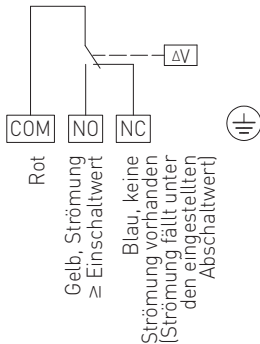 ΔV
COM
NO
NC
Rot
Gelb, Strömung
≥ Einschaltwert
Blau, keine
Strömung vorhanden
(Strömung fällt unter
den eingestellten
Abschaltwert)